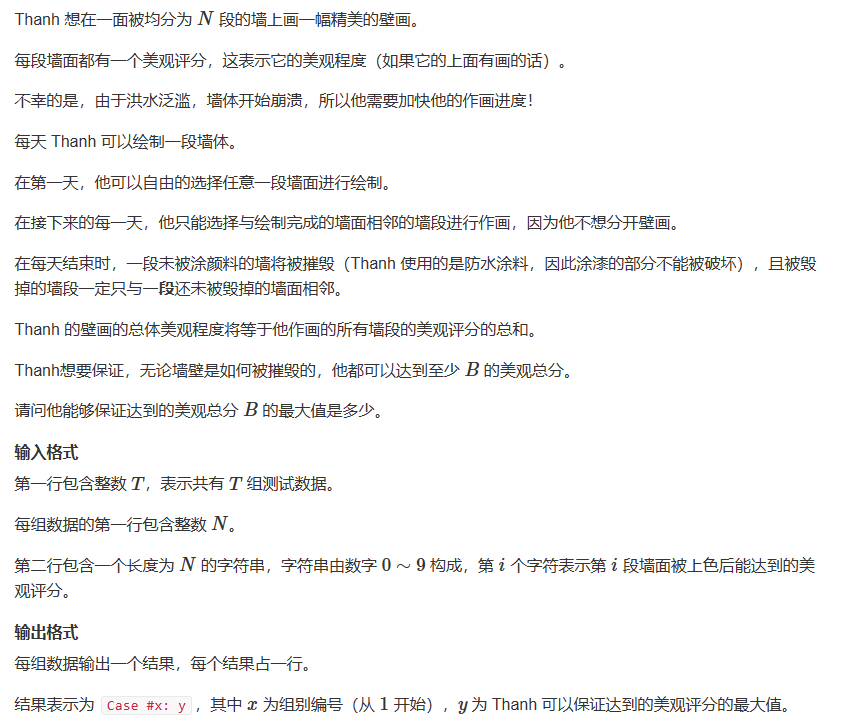 Thanh 想在一面被均分为 N 段的墙上画一幅精美的壁画。
每段墙面都有一个美观评分，这表示它的美观程度（如果它的上面有画的话）。
不幸的是，由于洪水泛滥，墙体开始崩溃，所以他需要加快他的作画进度！
每天 Thanh 可以绘制一段墙体。
在第一天，他可以自由的选择任意一段墙面进行绘制。
在接下来的每一天，他只能选择与绘制完成的墙面相邻的墙段进行作画，因为他不想分开壁画。
在每天结束时，一段未被涂颜料的墙将被摧毁（Thanh 使用的是防水涂料，因此涂漆的部分不能被破坏），且被毁
掉的墙段一定只与一段还未被毁掉的墙面相邻。
Thanh 的壁画的总体美观程度将等于他作画的所有墙段的美观评分的总和。
Thanh想要保证，无论墙壁是如何被摧毁的，他都可以达到至少 B 的美观总分。
请问他能够保证达到的美观总分 B 的最大值是多少。
输入格式
第一行包含整数 T，表示共有 T 组测试数据。
每组数据的第一行包含整数 N。
第二行包含一个长度为 N 的字符串，字符串由数字 0 ∼ 9 构成，第 i 个字符表示第 i 段墙面被上色后能达到的美
观评分。
输出格式
每组数据输出一个结果，每个结果占一行。
结果表示为 Case #x: y ，其中 x 为组别编号（从 1 开始），y 为 Thanh 可以保证达到的美观评分的最大值。